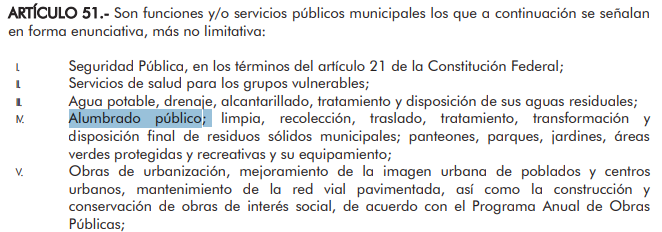 ARTÍCULO 51.- Son funciones y/o servicios públicos municipales los que a continuación se señalan
en forma enunciativa, más no limitativa:
I. Seguridad Pública, en los términos del artículo 21 de la Constitución Federal;
II. Servicios de salud para los grupos vulnerables;
III. Agua potable, drenaje, alcantarillado, tratamiento y disposición de sus aguas residuales;
IV. Alumbrado público; limpia, recolección, traslado, tratamiento, transformación y
disposición final de residuos sólidos municipales; panteones, parques, jardines, áreas
verdes protegidas y recreativas y su equipamiento;
V. Obras de urbanización, mejoramiento de la imagen urbana de poblados y centros
urbanos, mantenimiento de la red vial pavimentada, así como la construcción y
conservación de obras de interés social, de acuerdo con el Programa Anual de Obras
Públicas;